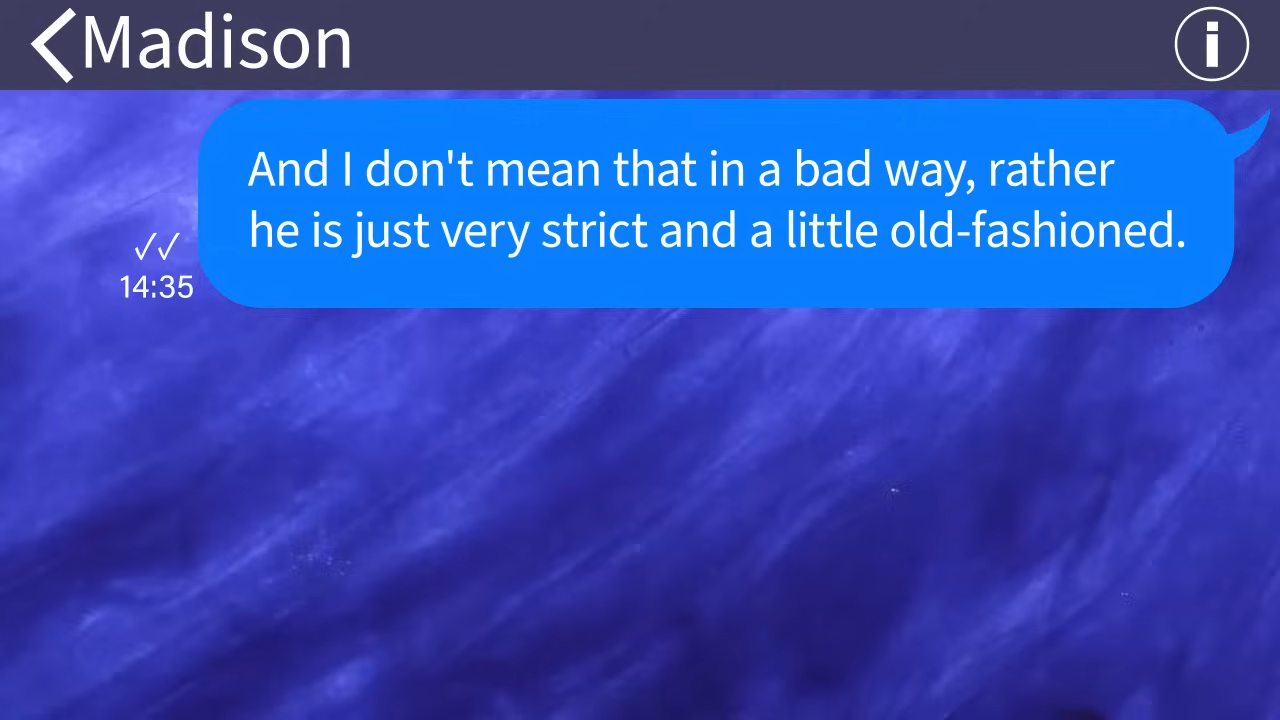 Madison
And I don't mean that in a bad way, rather
he is just very strict and a little old-fashioned.
✓✓
14:35